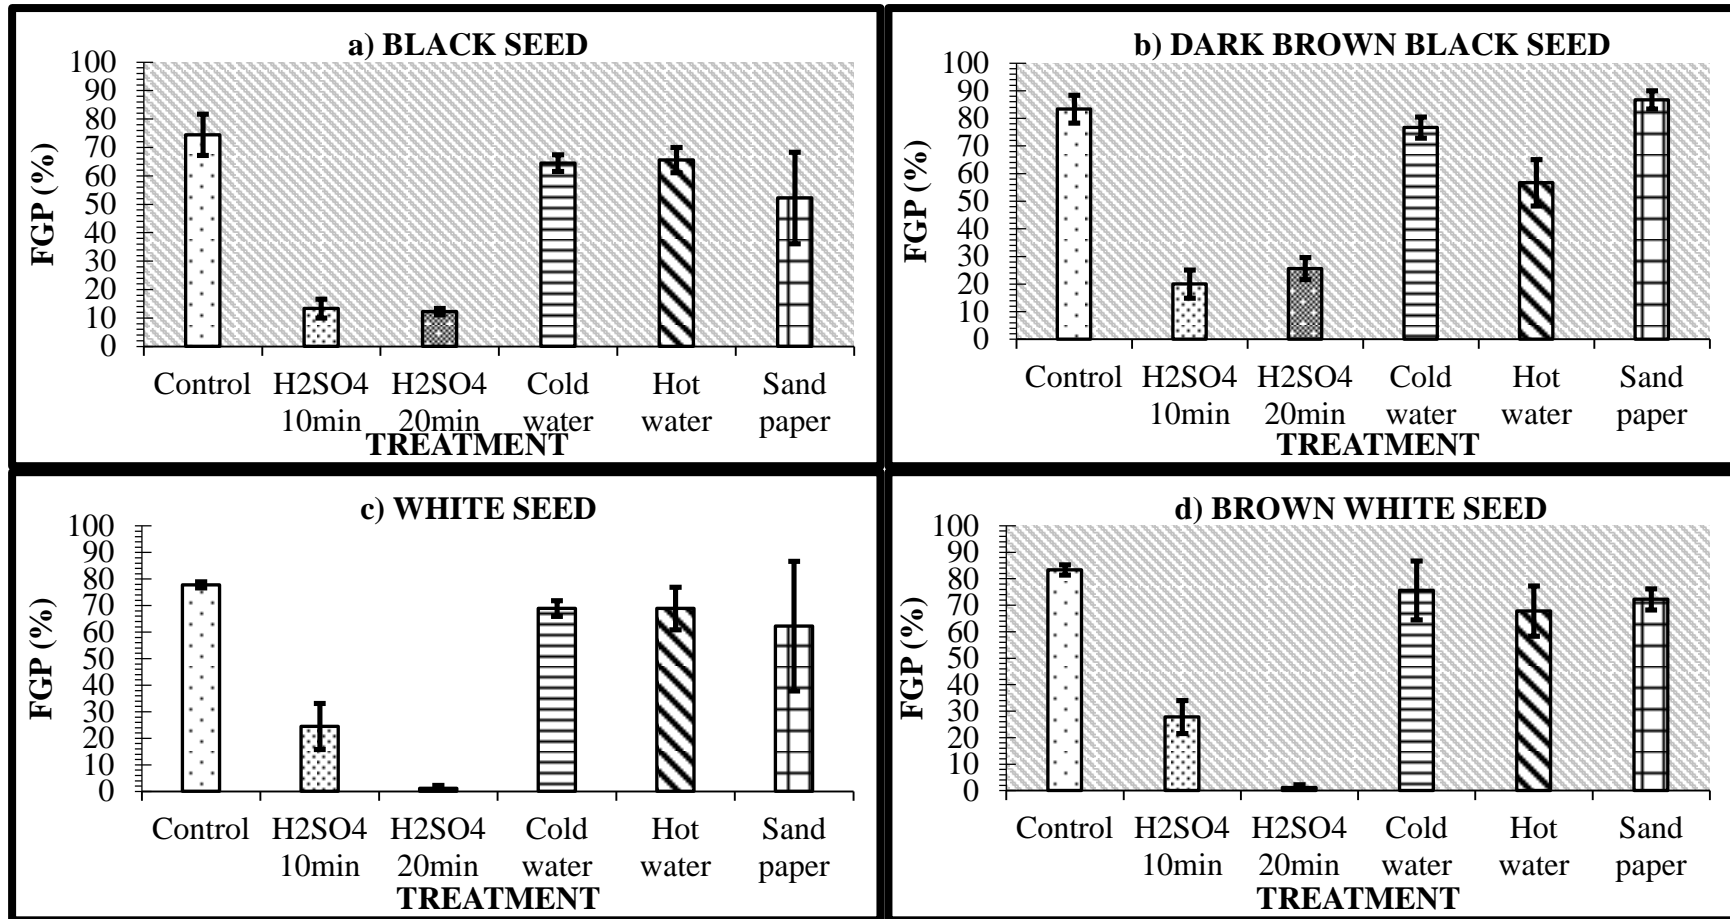 a) BLACK SEED
FGP (%)
100
90
80
70
60
50
40
30
20
10
0
Control H2SO4 H2SO4 Cold Hot Sand
10min 20min water water paper
TREATMENT
b) DARK BROWN BLACK SEED
FGP (%)
100
90
80
70
60
50
40
30
20
10
0
Control H2SO4 H2SO4 Cold Hot Sand
10min 20min water water paper
TREATMENT
c) WHITE SEED
FGP (%)
100
90
80
70
60
50
40
30
20
10
0
Control H2SO4 H2SO4 Cold Hot Sand
10min 20min water water paper
TREATMENT
d) BROWN WHITE SEED
FGP (%)
100
90
80
70
60
50
40
30
20
10
0
Control H2SO4 H2SO4 Cold Hot Sand
10min 20min water water paper
TREATMENT